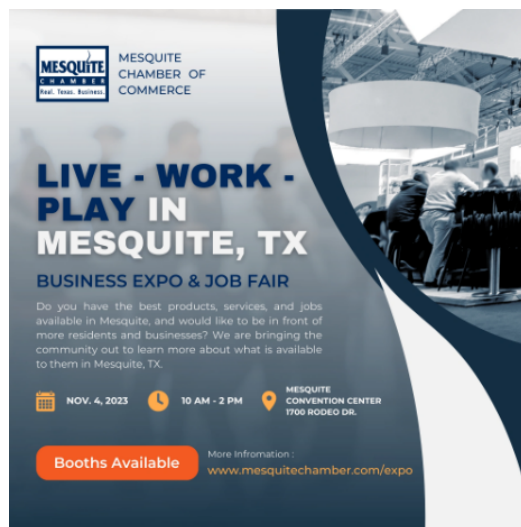 MESQUITE
CHAMBER
Real. Texas. Business.
MESQUITE
CHAMBER OF
COMMERCE
LIVE - WORK -
PLAY IN
MESQUITE, TX
BUSINESS EXPO & JOB FAIR
Do you have the best products, services, and jobs
available in Mesquite, and would like to be in front of
more residents and businesses? We are bringing the
community out to learn more about what is available
to them in Mesquite, TX.
NOV. 4, 2023
10 AM - 2 PM
MESQUITE
CONVENTION CENTER
1700 RODEO DR.
Booths Available
More Infromation :
www.mesquitechamber.com/expo